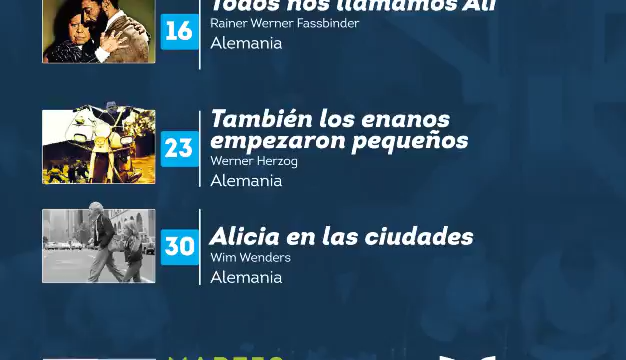 Todos nos llamamos Alí
16
Rainer Werner Fassbinder
Alemania
También los enanos
empezaron pequeños
23
Werner Herzog
Alemania
Alicia en las ciudades
30
Wim Wenders
Alemania
MARTES